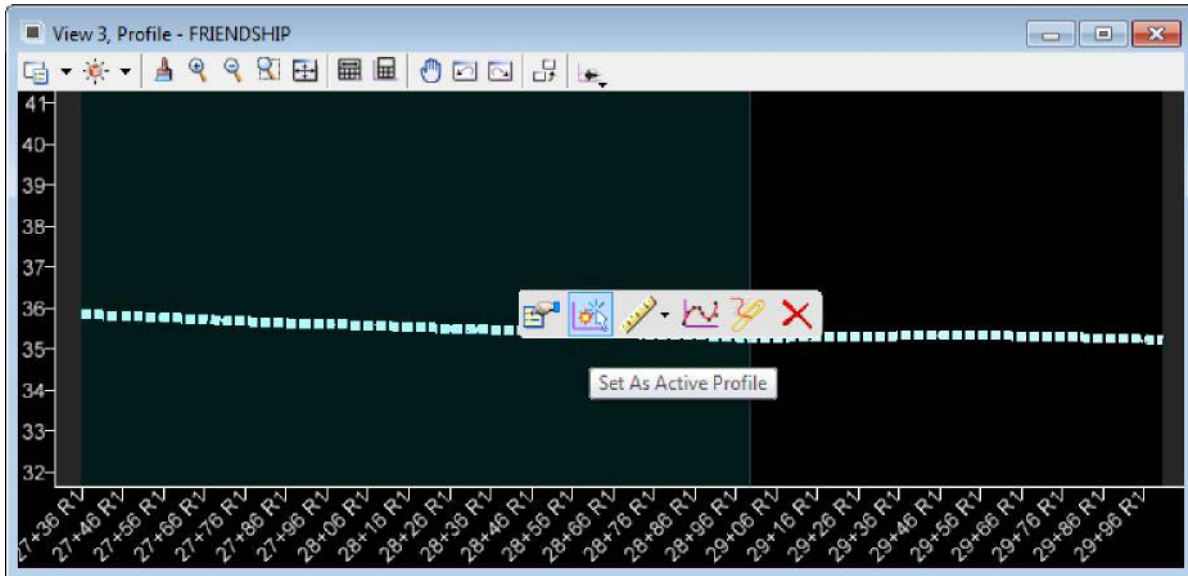 View 3, Profile - FRIENDSHIP
41
40
39
38
37
36
35
34
33
32
Set As Active Profile
27+36 R1
27+46 R1
27+56 R1
27+66 R1
27+76 R1
27+86 R1
27+96 R1
28+06 R1
28+16 R1
28+26 R1
28+36 R1
28+46 R1
28+56 R1
28+66 R1
28+76 R1
28+86 R1
28+96 R1
29+06 R1
29+16 R1
29+26 R1
29+36 R1
29+46 R1
29+56 R1
29+66 R1
29+76 R1
29+86 R1
29+96 R1